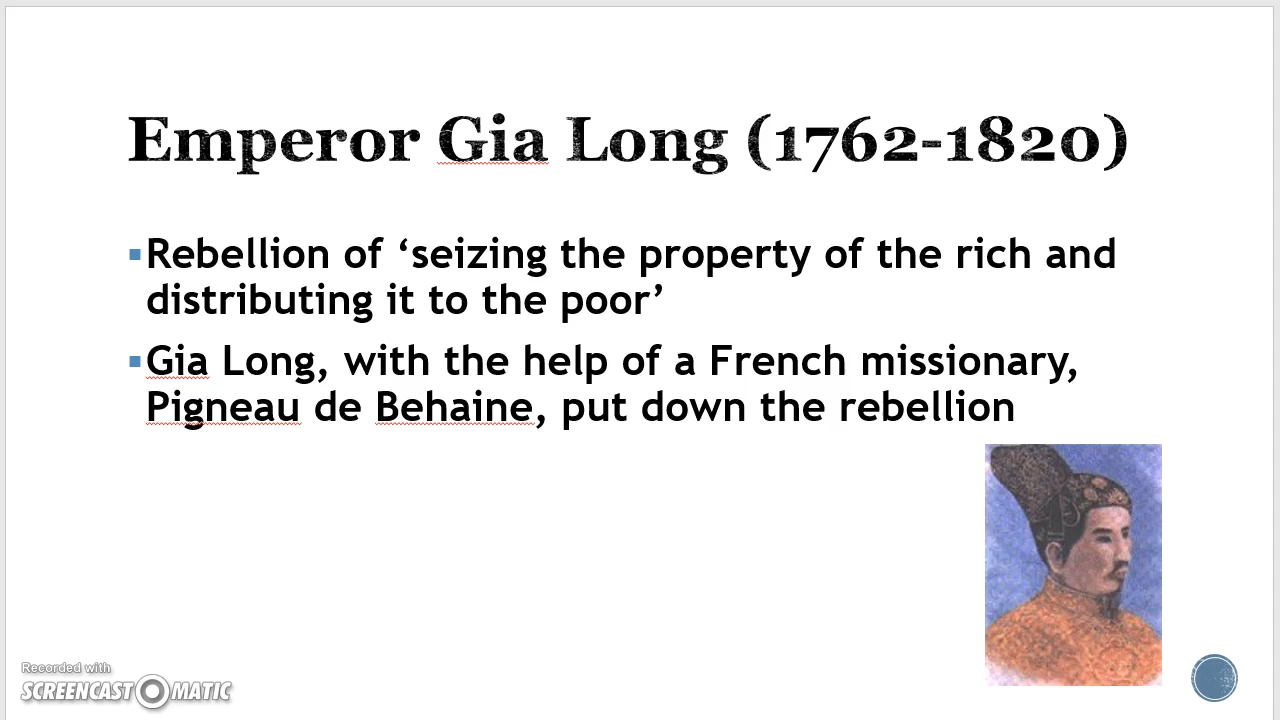 Emperor Gia Long (1762-1820)
▪Rebellion of ‘seizing the property of the rich and
distributing it to the poor’
▪Gia Long, with the help of a French missionary,
Pigneau de Behaine, put down the rebellion
Recorded with
SCREENCAST MATIC